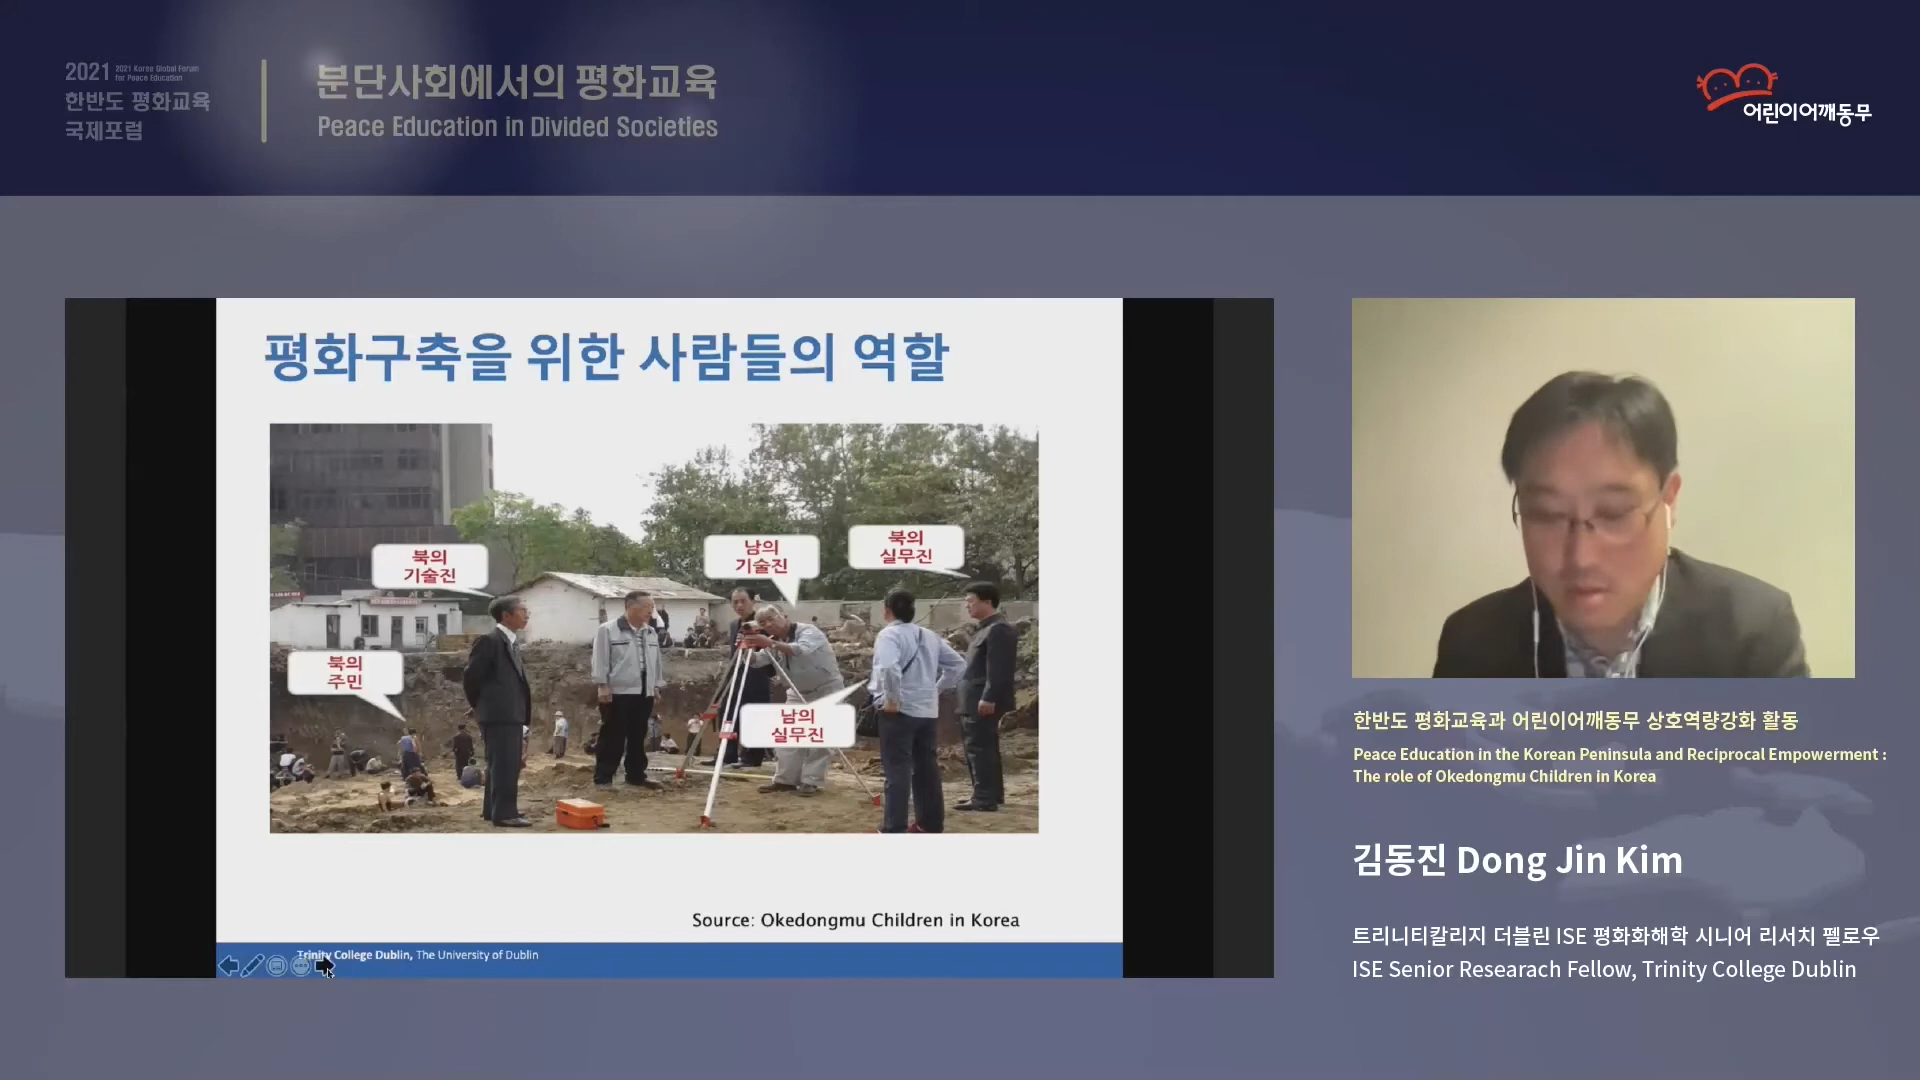 2021 2021 Korea Global Forum
for Peace Education
한반도 평화교육
국제포럼
분단사회에서의 평화교육
Peace Education in Divided Societies
어린이어깨동무
평화구축을 위한 사람들의 역할
북의
기술진
남의
기술진
북의
실무진
북의
주민
남의
실무진
Source: Okedongmu Children in Korea
Trinity College Dublin, The University of Dublin
한반도 평화교육과 어린이어깨동무 상호역량강화 활동
Peace Education in the Korean Peninsula and Reciprocal Empowerment :
The role of Okedongmu Children in Korea
김동진 Dong Jin Kim
트리니티칼리지 더블린 ISE 평화화해학 시니어 리서치 펠로우
ISE Senior Researach Fellow, Trinity College Dublin